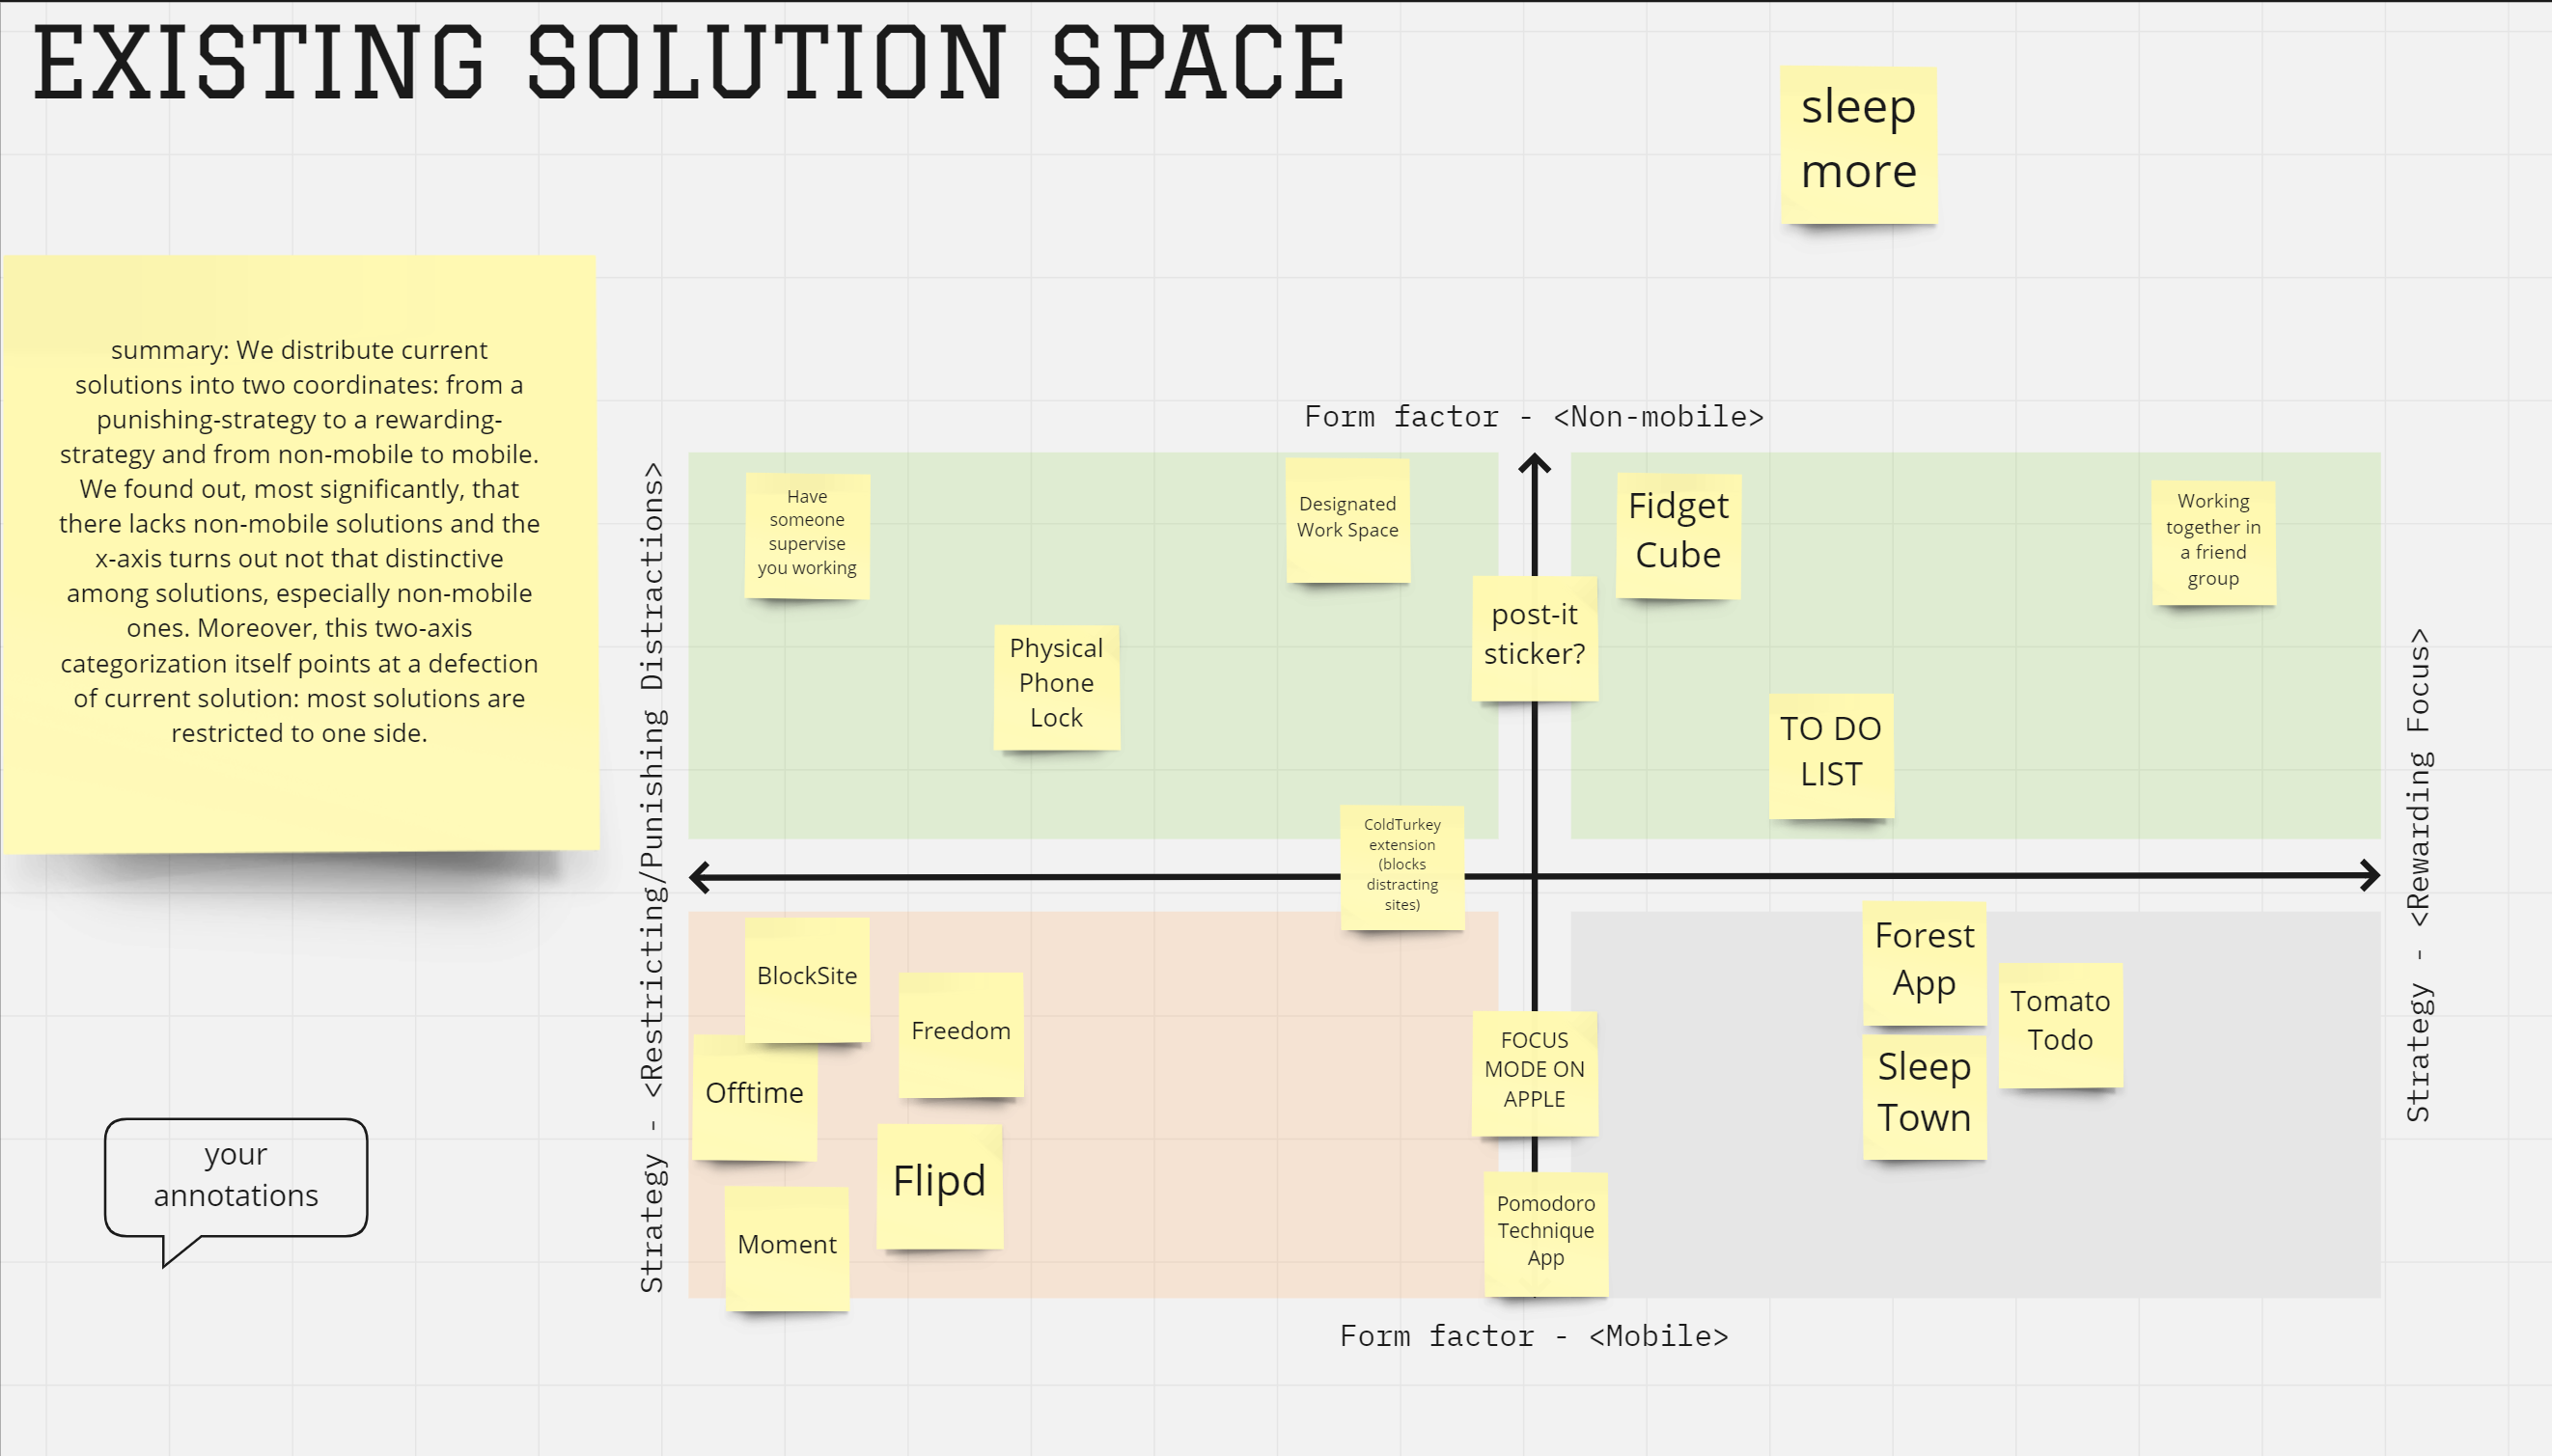 EXISTING SOLUTION SPACE
sleep
more
summary: We distribute current
solutions into two coordinates: from a
punishing-strategy to a rewarding-
strategy and from non-mobile to mobile.
We found out, most significantly, that
there lacks non-mobile solutions and the
x-axis turns out not that distinctive
among solutions, especially non-mobile
ones. Moreover, this two-axis
categorization itself points at a defection
of current solution: most solutions are
restricted to one side.
your
annotations
Form factor - <Non-mobile>
Strategy - <Restricting/Punishing Distractions>
Have
someone
supervise
you working
Physical
Phone
Lock
Designated
Work Space
post-it
sticker?
Fidget
Cube
TO DO
LIST
Working
together in
a friend
group
ColdTurkey
extension
(blocks
distracting
sites)
BlockSite
Freedom
Offtime
Flipd
Moment
FOCUS
MODE ON
APPLE
Pomodoro
Technique
App
Forest
App
Tomato
Todo
Sleep
Town
Strategy - <Rewarding Focus>
Form factor - <Mobile>